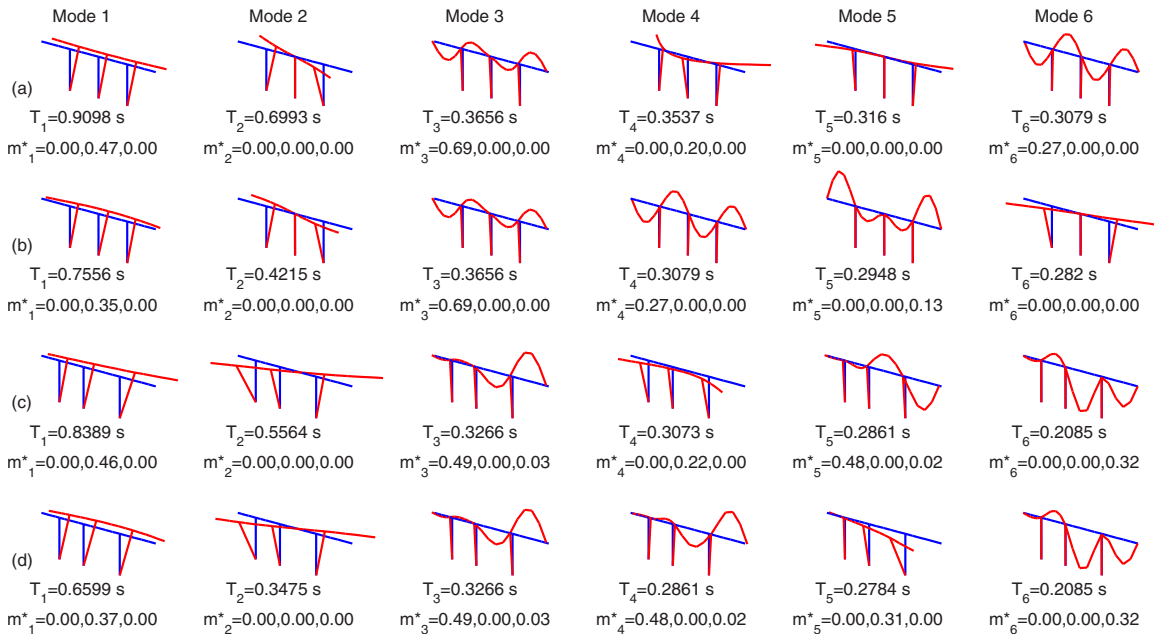 Mode 1 Mode 2 Mode 3 Mode 4 Mode 5 Mode 6
(a)
T1=0.9098 s T2=0.6993 s T3=0.3656 s T4=0.3537 s T5=0.316 s T6=0.3079 s
m*1=0.00,0.47,0.00 m*2=0.00,0.00,0.00 m*3=0.69,0.00,0.00 m*4=0.00,0.20,0.00 m*5=0.00,0.00,0.00 m*6=0.27,0.00,0.00
(b)
T1=0.7556 s T2=0.4215 s T3=0.3656 s T4=0.3079 s T5=0.2948 s T6=0.282 s
m*1=0.00,0.35,0.00 m*2=0.00,0.00,0.00 m*3=0.69,0.00,0.00 m*4=0.27,0.00,0.00 m*5=0.00,0.00,0.13 m*6=0.00,0.00,0.00
(c)
T1=0.8389 s T2=0.5564 s T3=0.3266 s T4=0.3073 s T5=0.2861 s T6=0.2085 s
m*1=0.00,0.46,0.00 m*2=0.00,0.00,0.00 m*3=0.49,0.00,0.03 m*4=0.00,0.22,0.00 m*5=0.48,0.00,0.02 m*6=0.00,0.00,0.32
(d)
T1=0.6599 s T2=0.3475 s T3=0.3266 s T4=0.2861 s T5=0.2784 s T6=0.2085 s
m*1=0.00,0.37,0.00 m*2=0.00,0.00,0.00 m*3=0.49,0.00,0.03 m*4=0.48,0.00,0.02 m*5=0.00,0.31,0.00 m*6=0.00,0.00,0.32